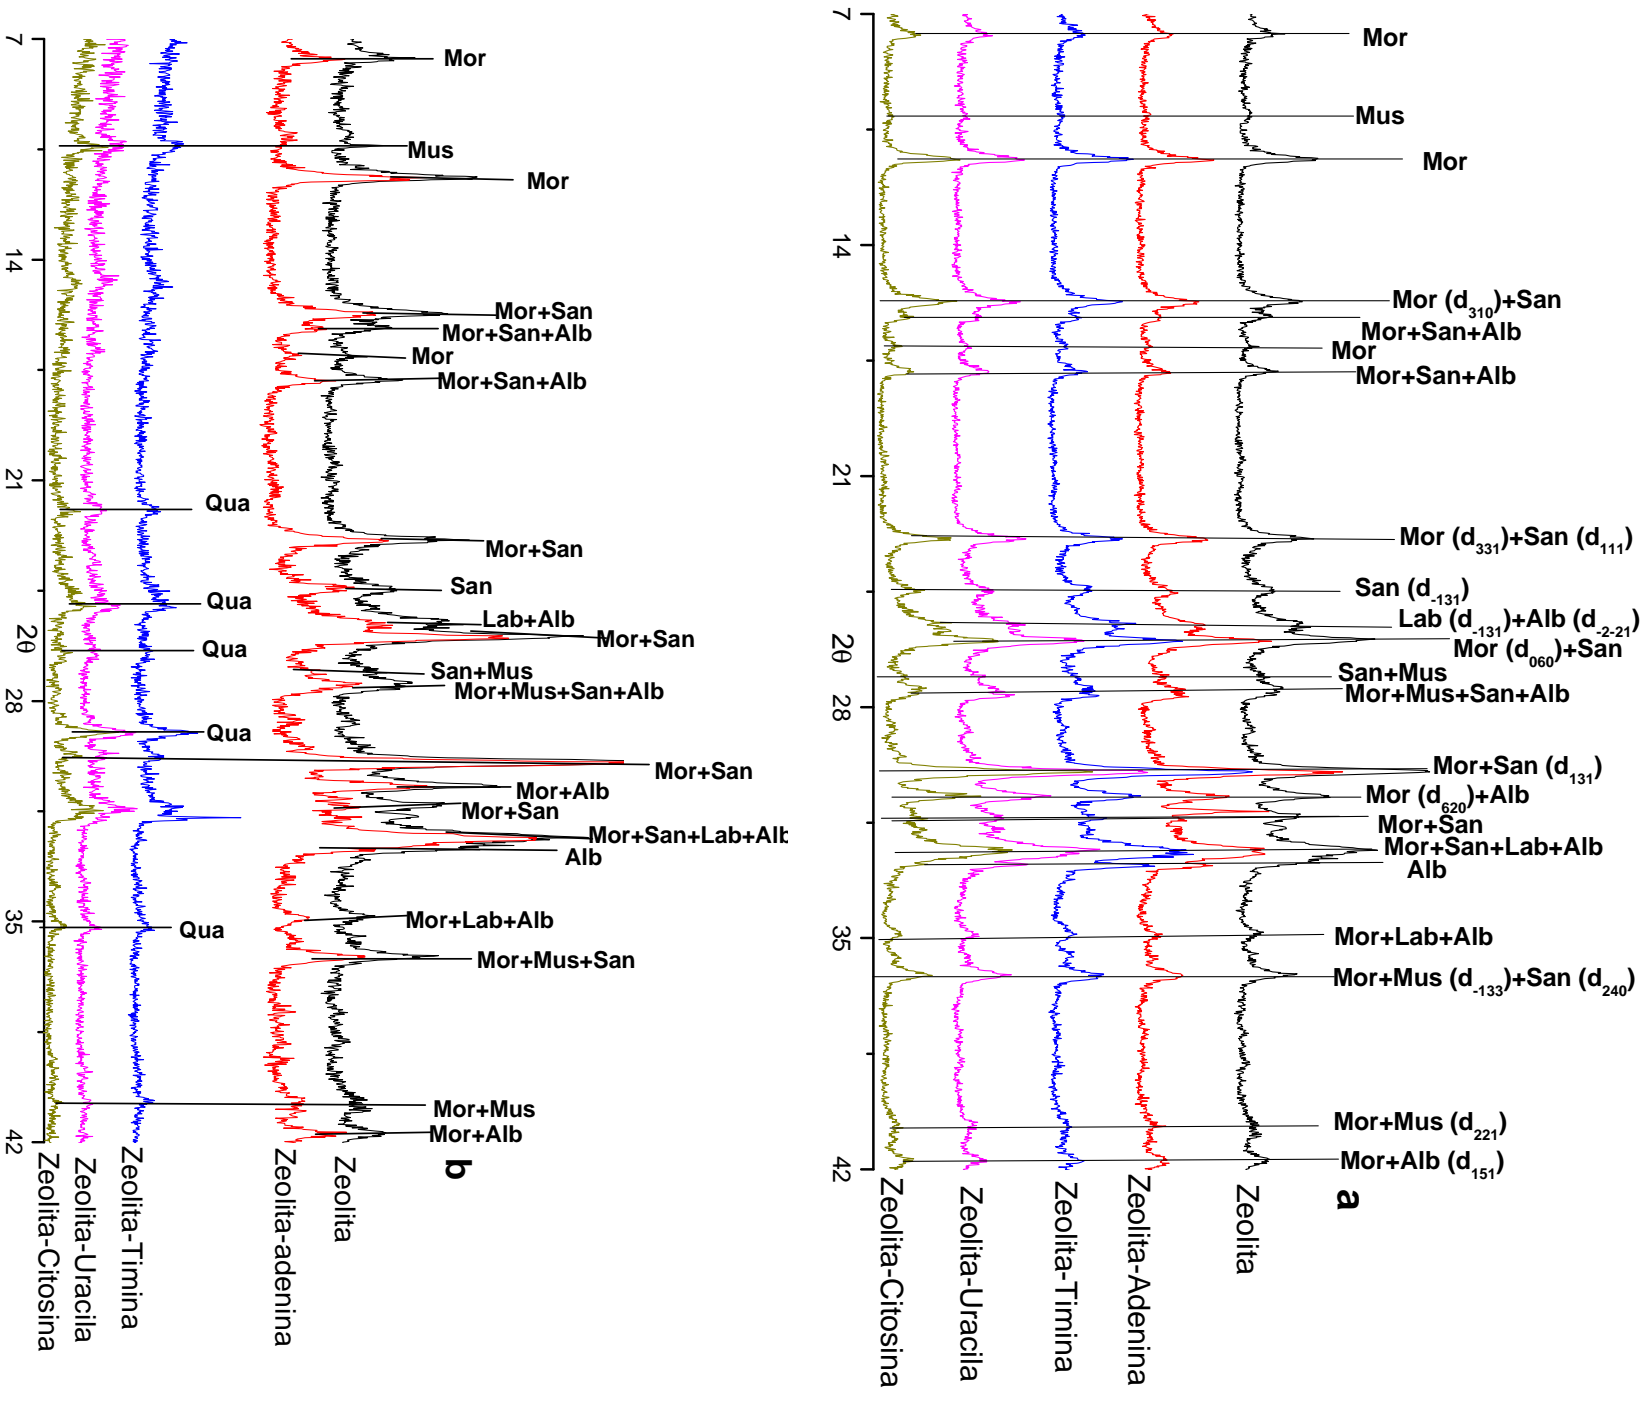 7
14
21
28
35
42
2θ
Mor
Mus
Mor
Mor+San
Mor+San+Alb
Mor
Mor+San+Alb
Qua
Mor+San
San
Qua
Lab+Alb
Mor+San
Qua
San+Mus
Mor+Mus+San+Alb
Qua
Mor+San
Mor+Alb
Mor+San
Mor+San+Lab+Alb
Alb
Mor+Lab+Alb
Qua
Mor+Mus+San
Mor+Mus
Mor+Alb
b
Zeolita-Citosina
Zeolita-Uracila
Zeolita-Timina
Zeolita-adenina
Zeolita
7
14
21
28
35
42
2θ
Mor
Mus
Mor
Mor (d310)+San
Mor+San+Alb
Mor
Mor+San+Alb
Mor (d331)+San (d111)
San (d-131)
Lab (d-131)+Alb (d-2-21)
Mor (d060)+San
San+Mus
Mor+Mus+San+Alb
Mor+San (d131)
Mor (d620)+Alb
Mor+San
Mor+San+Lab+Alb
Alb
Mor+Lab+Alb
Mor+Mus (d-133)+San (d240)
Mor+Mus (d221)
Mor+Alb (d151)
a
Zeolita-Citosina
Zeolita-Uracila
Zeolita-Timina
Zeolita-Adenina
Zeolita